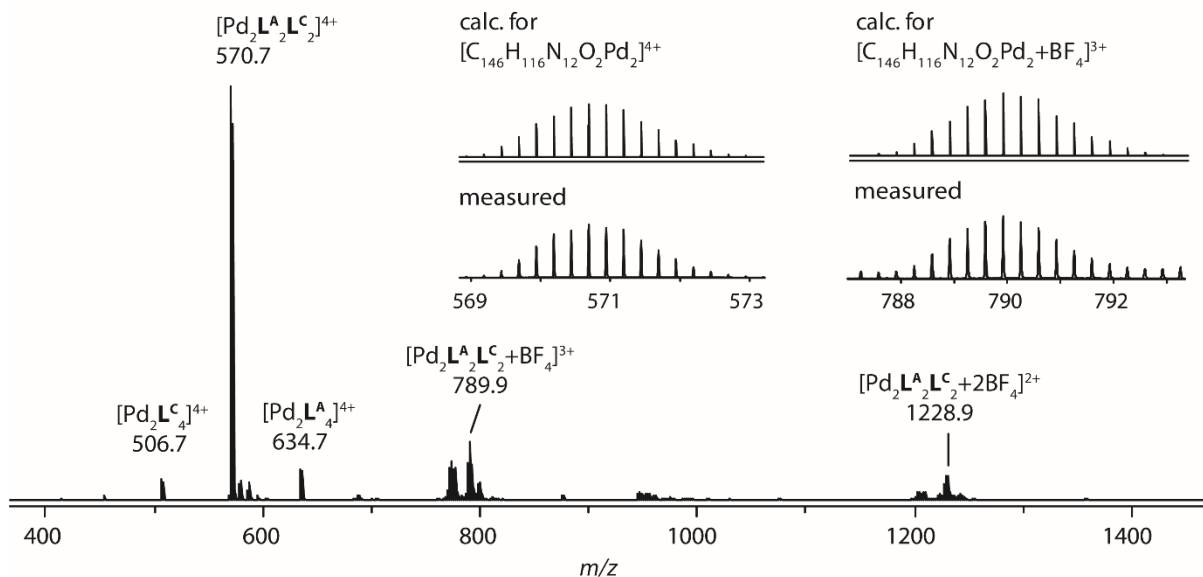 [Pd₂Lᴬ₂Lᶜ₂]⁴⁺
570.7
calc. for
[C₁₄₆H₁₁₆N₁₂O₂Pd₂]⁴⁺
calc. for
[C₁₄₆H₁₁₆N₁₂O₂Pd₂+BF₄]³⁺
measured
measured
569 571 573
788 790 792
[Pd₂Lᴬ₂Lᶜ₂+BF₄]³⁺
789.9
[Pd₂Lᴬ₂Lᶜ₂+2BF₄]²⁺
1228.9
[Pd₂Lᶜ₄]⁴⁺
506.7
[Pd₂Lᴬ₄]⁴⁺
634.7
400 600 800 1000 1200 1400
m/z